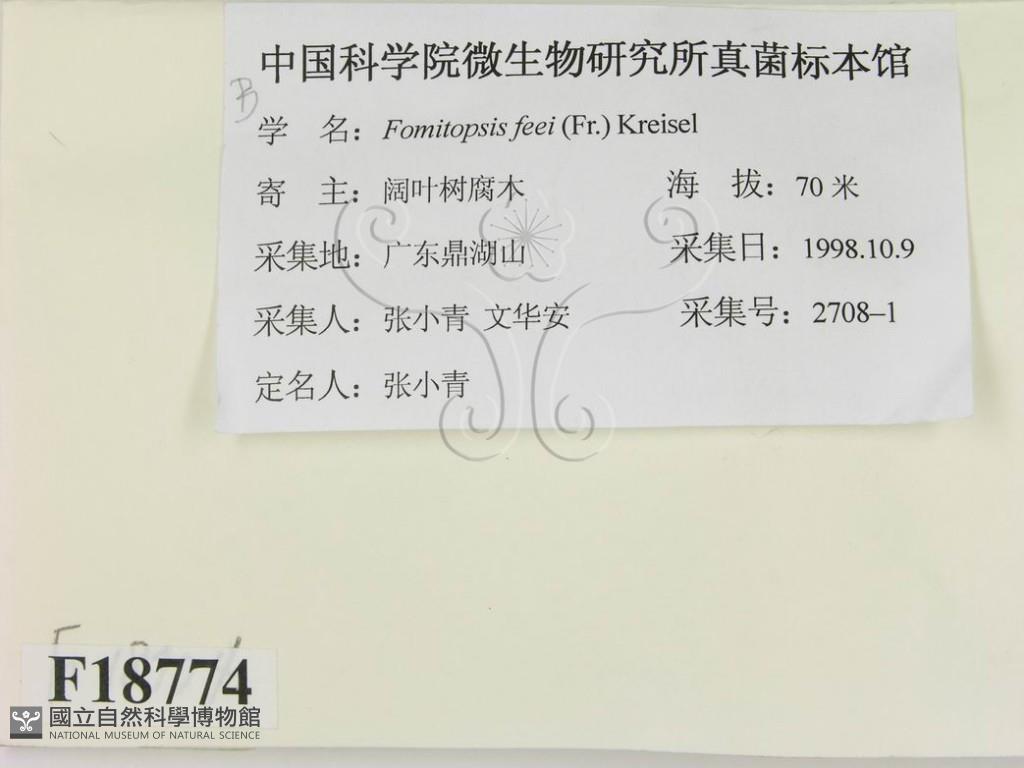 中国科学院微生物研究所真菌标本馆
B
学 名：Fomitopsis feei (Fr.) Kreisel
寄 主：阔叶树腐木 海 拔：70 米
采集地：广东鼎湖山 采集日：1998.10.9
采集人：张小青 文华安 采集号：2708–1
定名人：张小青
F18774
國立自然科學博物館
NATIONAL MUSEUM OF NATURAL SCIENCE